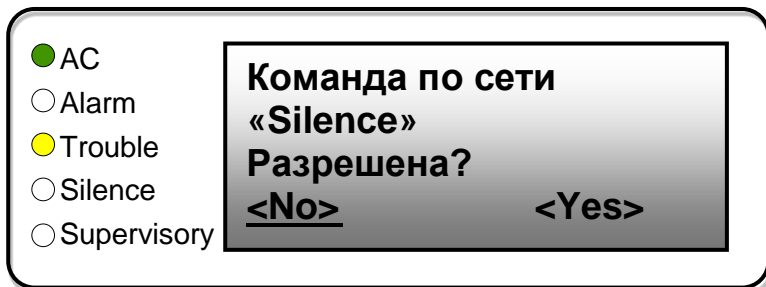 AC
Alarm
Trouble
Silence
Supervisory
Команда по сети
«Silence»
Разрешена?
<No> <Yes>